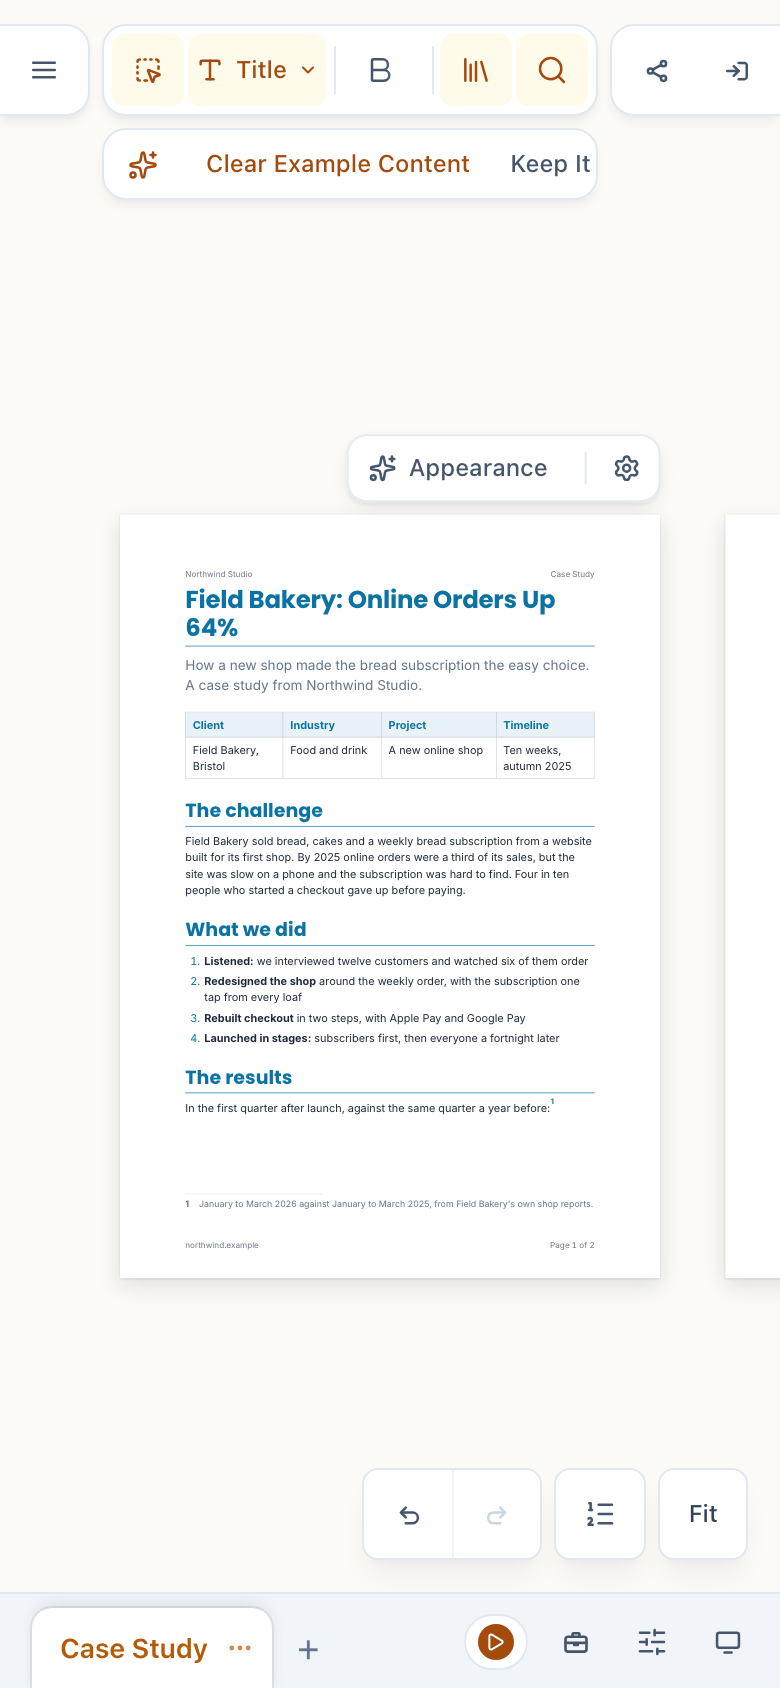 Title
B
Clear Example Content Keep It
Appearance
Northwind Studio Case Study
Field Bakery: Online Orders Up
64%
How a new shop made the bread subscription the easy choice.
A case study from Northwind Studio.
Client Industry Project Timeline
Field Bakery, Food and drink A new online shop Ten weeks,
Bristol autumn 2025
The challenge
Field Bakery sold bread, cakes and a weekly bread subscription from a website
built for its first shop. By 2025 online orders were a third of its sales, but the
site was slow on a phone and the subscription was hard to find. Four in ten
people who started a checkout gave up before paying.
What we did
1. Listened: we interviewed twelve customers and watched six of them order
2. Redesigned the shop around the weekly order, with the subscription one
tap from every loaf
3. Rebuilt checkout in two steps, with Apple Pay and Google Pay
4. Launched in stages: subscribers first, then everyone a fortnight later
The results
In the first quarter after launch, against the same quarter a year before:1
1 January to March 2026 against January to March 2025, from Field Bakery's own shop reports.
northwind.example Page 1 of 2
Fit
Case Study